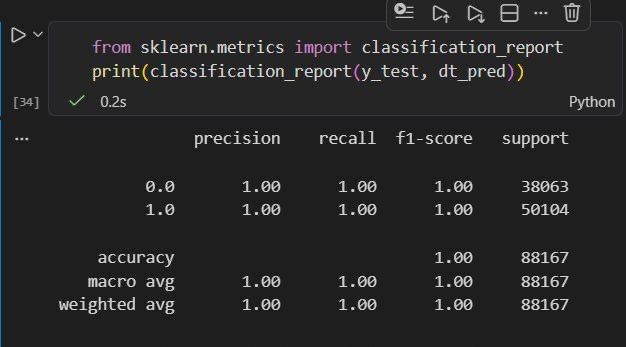 from sklearn.metrics import classification_report
print(classification_report(y_test, dt_pred))
[34] 0.2s Python
... precision recall f1-score support
0.0 1.00 1.00 1.00 38063
1.0 1.00 1.00 1.00 50104
accuracy 1.00 88167
macro avg 1.00 1.00 1.00 88167
weighted avg 1.00 1.00 1.00 88167